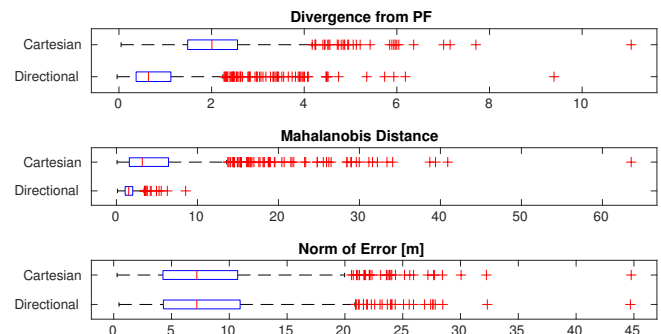 Divergence from PF
Cartesian
Directional
0 2 4 6 8 10
Mahalanobis Distance
Cartesian
Directional
0 10 20 30 40 50 60
Norm of Error [m]
Cartesian
Directional
0 5 10 15 20 25 30 35 40 45